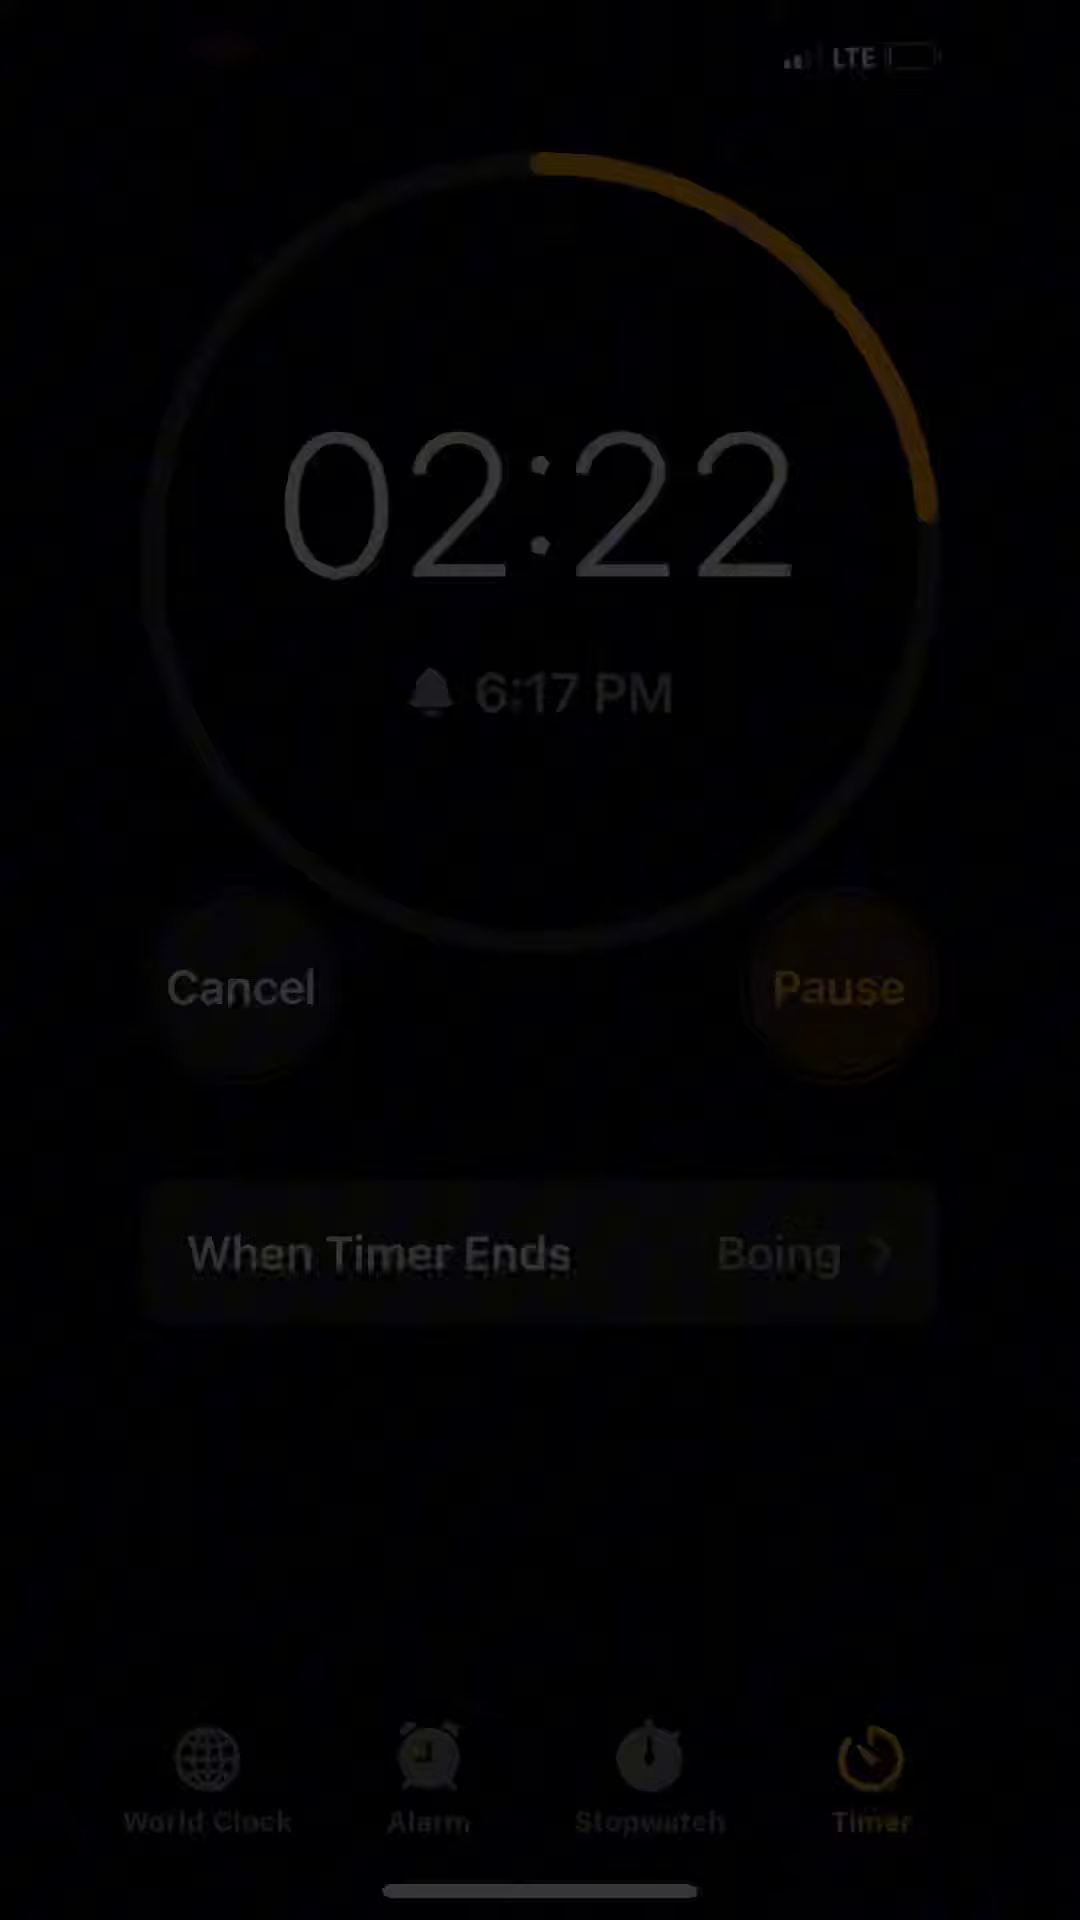 LTE
02:22
6:17 PM
Cancel
Pause
When Timer Ends
Boing
World Clock
Alarm
Stopwatch
Timer